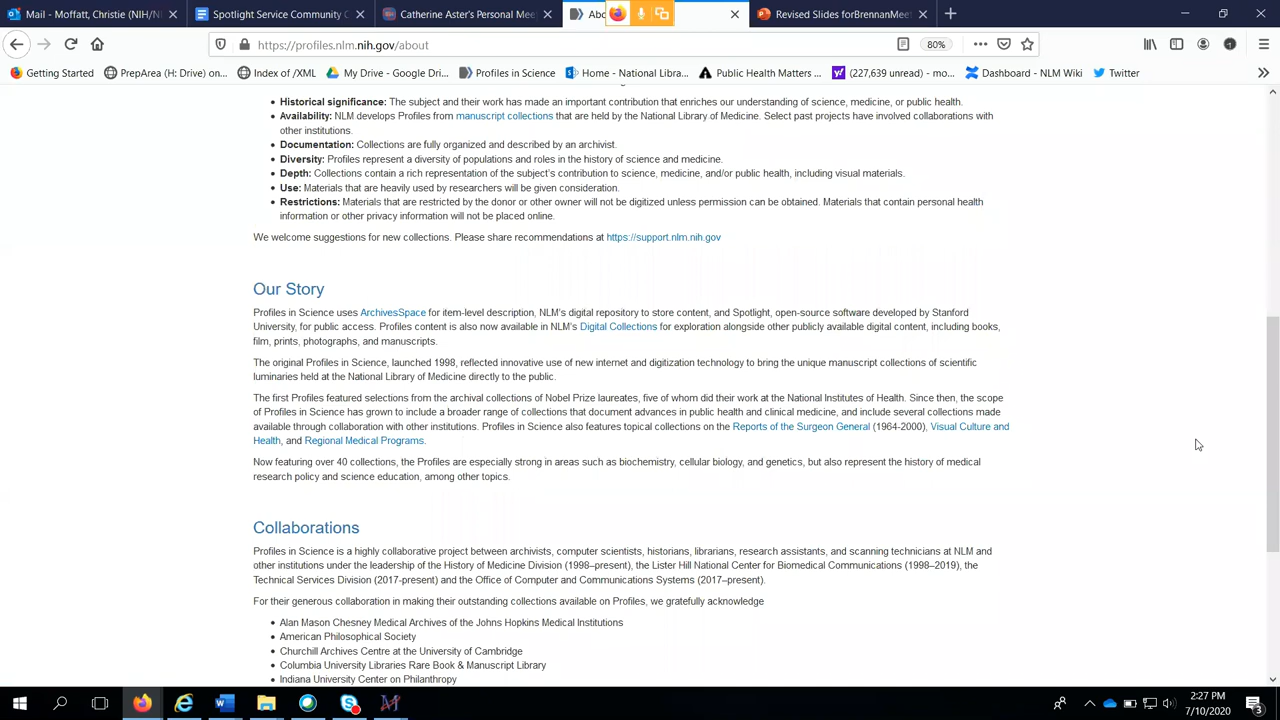 Mail - Moffatt, Christie (NIH/N
Spotlight Service Community
Catherine Aster's Personal Mee
Abo
Revised Slides forBrennanMeet
https://profiles.nlm.nih.gov/about
80%
Getting Started
PrepArea (H: Drive) on...
Index of /XML
My Drive - Google Dri...
Profiles in Science
Home - National Libra...
Public Health Matters ...
(227,639 unread) - mo...
Dashboard - NLM Wiki
Twitter
Historical significance: The subject and their work has made an important contribution that enriches our understanding of science, medicine, or public health.
Availability: NLM develops Profiles from manuscript collections that are held by the National Library of Medicine. Select past projects have involved collaborations with
other institutions.
Documentation: Collections are fully organized and described by an archivist.
Diversity: Profiles represent a diversity of populations and roles in the history of science and medicine.
Depth: Collections contain a rich representation of the subject's contribution to science, medicine, and/or public health, including visual materials.
Use: Materials that are heavily used by researchers will be given consideration.
Restrictions: Materials that are restricted by the donor or other owner will not be digitized unless permission can be obtained. Materials that contain personal health
information or other privacy information will not be placed online.
We welcome suggestions for new collections. Please share recommendations at https://support.nlm.nih.gov
Our Story
Profiles in Science uses ArchivesSpace for item-level description, NLM's digital repository to store content, and Spotlight, open-source software developed by Stanford
University, for public access. Profiles content is also now available in NLM's Digital Collections for exploration alongside other publicly available digital content, including books,
film, prints, photographs, and manuscripts.
The original Profiles in Science, launched 1998, reflected innovative use of new internet and digitization technology to bring the unique manuscript collections of scientific
luminaries held at the National Library of Medicine directly to the public.
The first Profiles featured selections from the archival collections of Nobel Prize laureates, five of whom did their work at the National Institutes of Health. Since then, the scope
of Profiles in Science has grown to include a broader range of collections that document advances in public health and clinical medicine, and include several collections made
available through collaboration with other institutions. Profiles in Science also features topical collections on the Reports of the Surgeon General (1964-2000), Visual Culture and
Health, and Regional Medical Programs.
Now featuring over 40 collections, the Profiles are especially strong in areas such as biochemistry, cellular biology, and genetics, but also represent the history of medical
research policy and science education, among other topics.
Collaborations
Profiles in Science is a highly collaborative project between archivists, computer scientists, historians, librarians, research assistants, and scanning technicians at NLM and
other institutions under the leadership of the History of Medicine Division (1998–present), the Lister Hill National Center for Biomedical Communications (1998–2019), the
Technical Services Division (2017-present) and the Office of Computer and Communications Systems (2017–present).
For their generous collaboration in making their outstanding collections available on Profiles, we gratefully acknowledge
Alan Mason Chesney Medical Archives of the Johns Hopkins Medical Institutions
American Philosophical Society
Churchill Archives Centre at the University of Cambridge
Columbia University Libraries Rare Book & Manuscript Library
Indiana University Center on Philanthropy
2:27 PM
7/10/2020
3